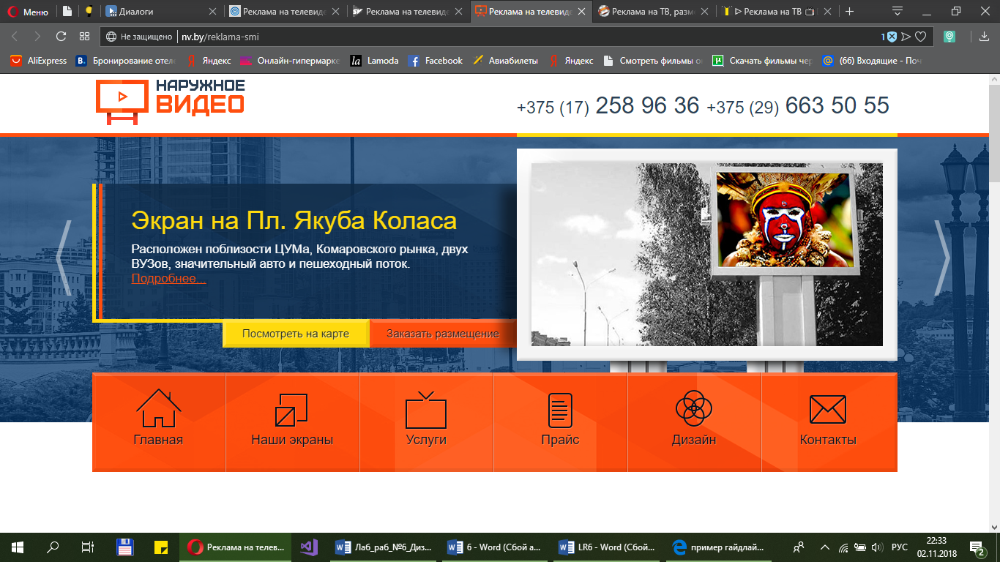 Меню
Диалоги
Реклама на телевиде
Реклама на телевиде
Реклама на телевиде
Реклама на ТВ, разм
Реклама на ТВ
Не защищено
nv.by/reklama-smi
1
AliExpress
B. Бронирование отеле
Яндекс
Онлайн-гипермарке
la Lamoda
Facebook
Авиабилеты
Яндекс
Смотреть фильмы о
Скачать фильмы чер
(66) Входящие - Поч
НАРУЖНОЕ
ВИДЕО
+375 (17) 258 96 36 +375 (29) 663 50 55
Экран на Пл. Якуба Коласа
Расположен поблизости ЦУМа, Комаровского рынка, двух
ВУЗов, значительный авто и пешеходный поток.
Подробнее...
Посмотреть на карте
Заказать размещение
Главная
Наши экраны
Услуги
Прайс
Дизайн
Контакты
Реклама на телев...
Лаб_раб_№6_Диз...
6 - Word (Сбой а...
LR6 - Word (Сбой...
пример гайдлай...
РУС
22:33
02.11.2018
2